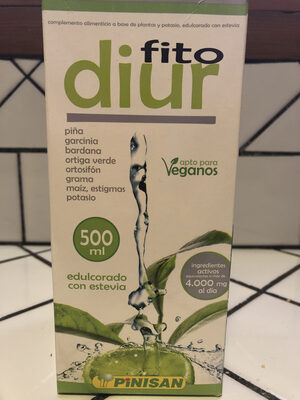 complemento alimenticio a base de plantas y potasio, edulcorado con estevia
fito
diur
piña
garcinia
bardana
ortiga verde
ortosifón
grama
maíz, estigmas
potasio
apto para
Veganos
500
ml
edulcorado
con estevia
ingredientes
activos
4.000 mg
al día
PINISAN